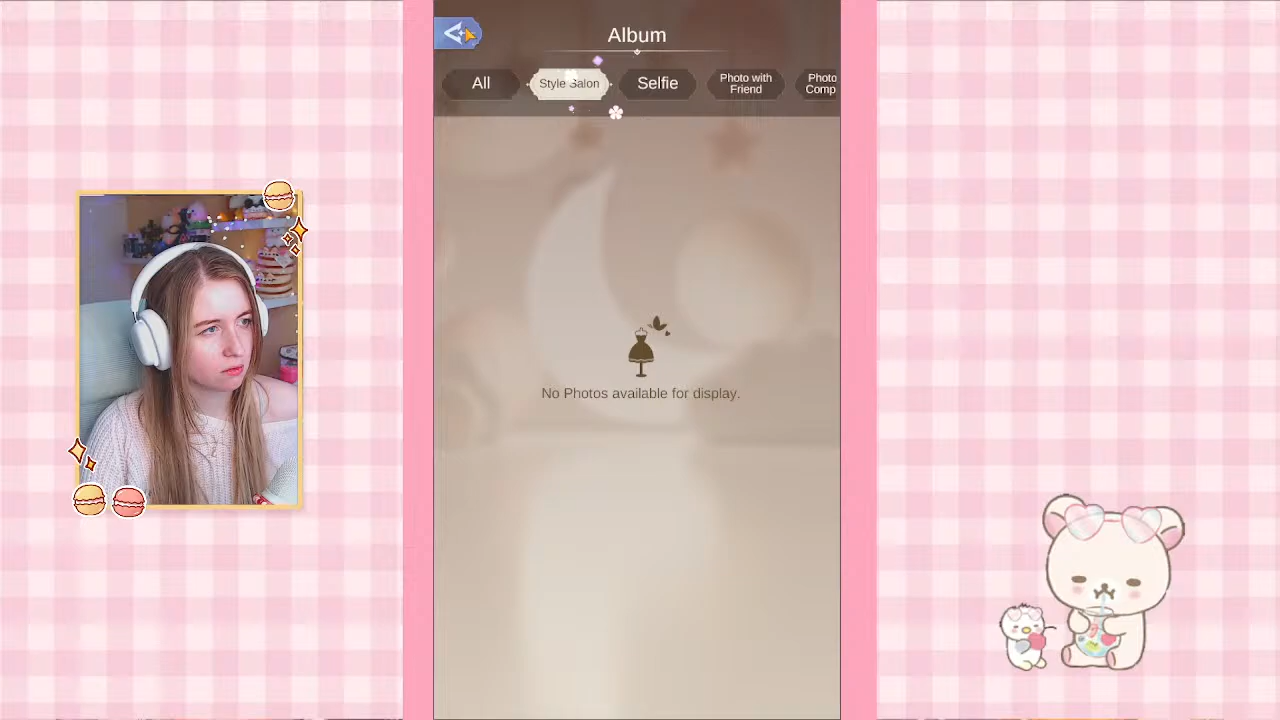 Album
All
Style Salon
Selfie
Photo with
Friend
Photo
Comp
No Photos available for display.